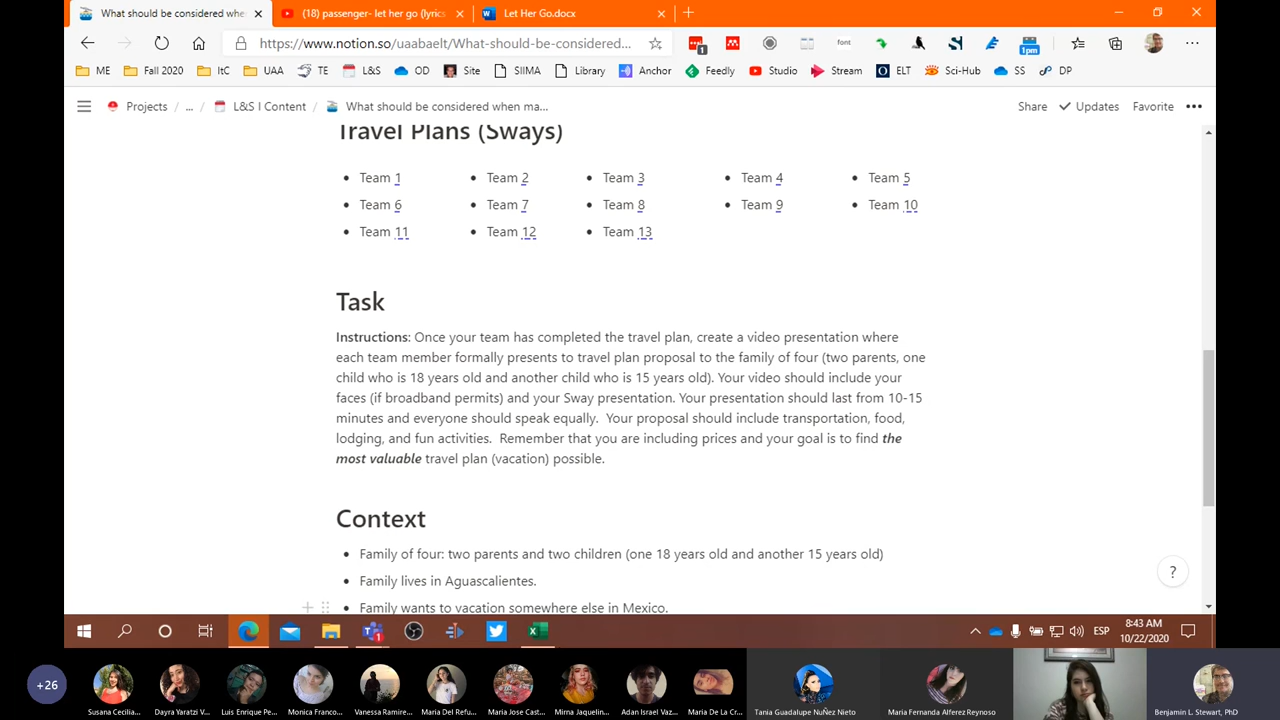 What should be considered when
(18) passenger- let her go (lyrics
Let Her Go.docx
https://www.notion.so/uaabaelt/What-should-be-considered...
font
1
1pm
ME
Fall 2020
ItC
UAA
TE
L&S
OD
Site
SIIMA
Library
Anchor
Feedly
Studio
Stream
ELT
Sci-Hub
SS
DP
Projects / ... / L&S I Content / What should be considered when ma...
Share Updates Favorite
Travel Plans (Sways)
Team 1 Team 2 Team 3 Team 4 Team 5
Team 6 Team 7 Team 8 Team 9 Team 10
Team 11 Team 12 Team 13
Task
Instructions: Once your team has completed the travel plan, create a video presentation where
each team member formally presents to travel plan proposal to the family of four (two parents, one
child who is 18 years old and another child who is 15 years old). Your video should include your
faces (if broadband permits) and your Sway presentation. Your presentation should last from 10-15
minutes and everyone should speak equally. Your proposal should include transportation, food,
lodging, and fun activities. Remember that you are including prices and your goal is to find the
most valuable travel plan (vacation) possible.
Context
Family of four: two parents and two children (one 18 years old and another 15 years old)
Family lives in Aguascalientes.
Family wants to vacation somewhere else in Mexico.
?
ESP
8:43 AM
10/22/2020
+26
Susana Cecilia...
Dayra Yaratzi V...
Luis Enrique Pe...
Monica Franco...
Vanessa Ramire...
Maria Del Refu...
Maria Jose Cast...
Mirna Jaquelin...
Adan Israel Vaz...
Maria De La Cr...
Tania Guadalupe Nuñez Nieto
Maria Fernanda Alferez Reynoso
Benjamin L. Stewart, PhD